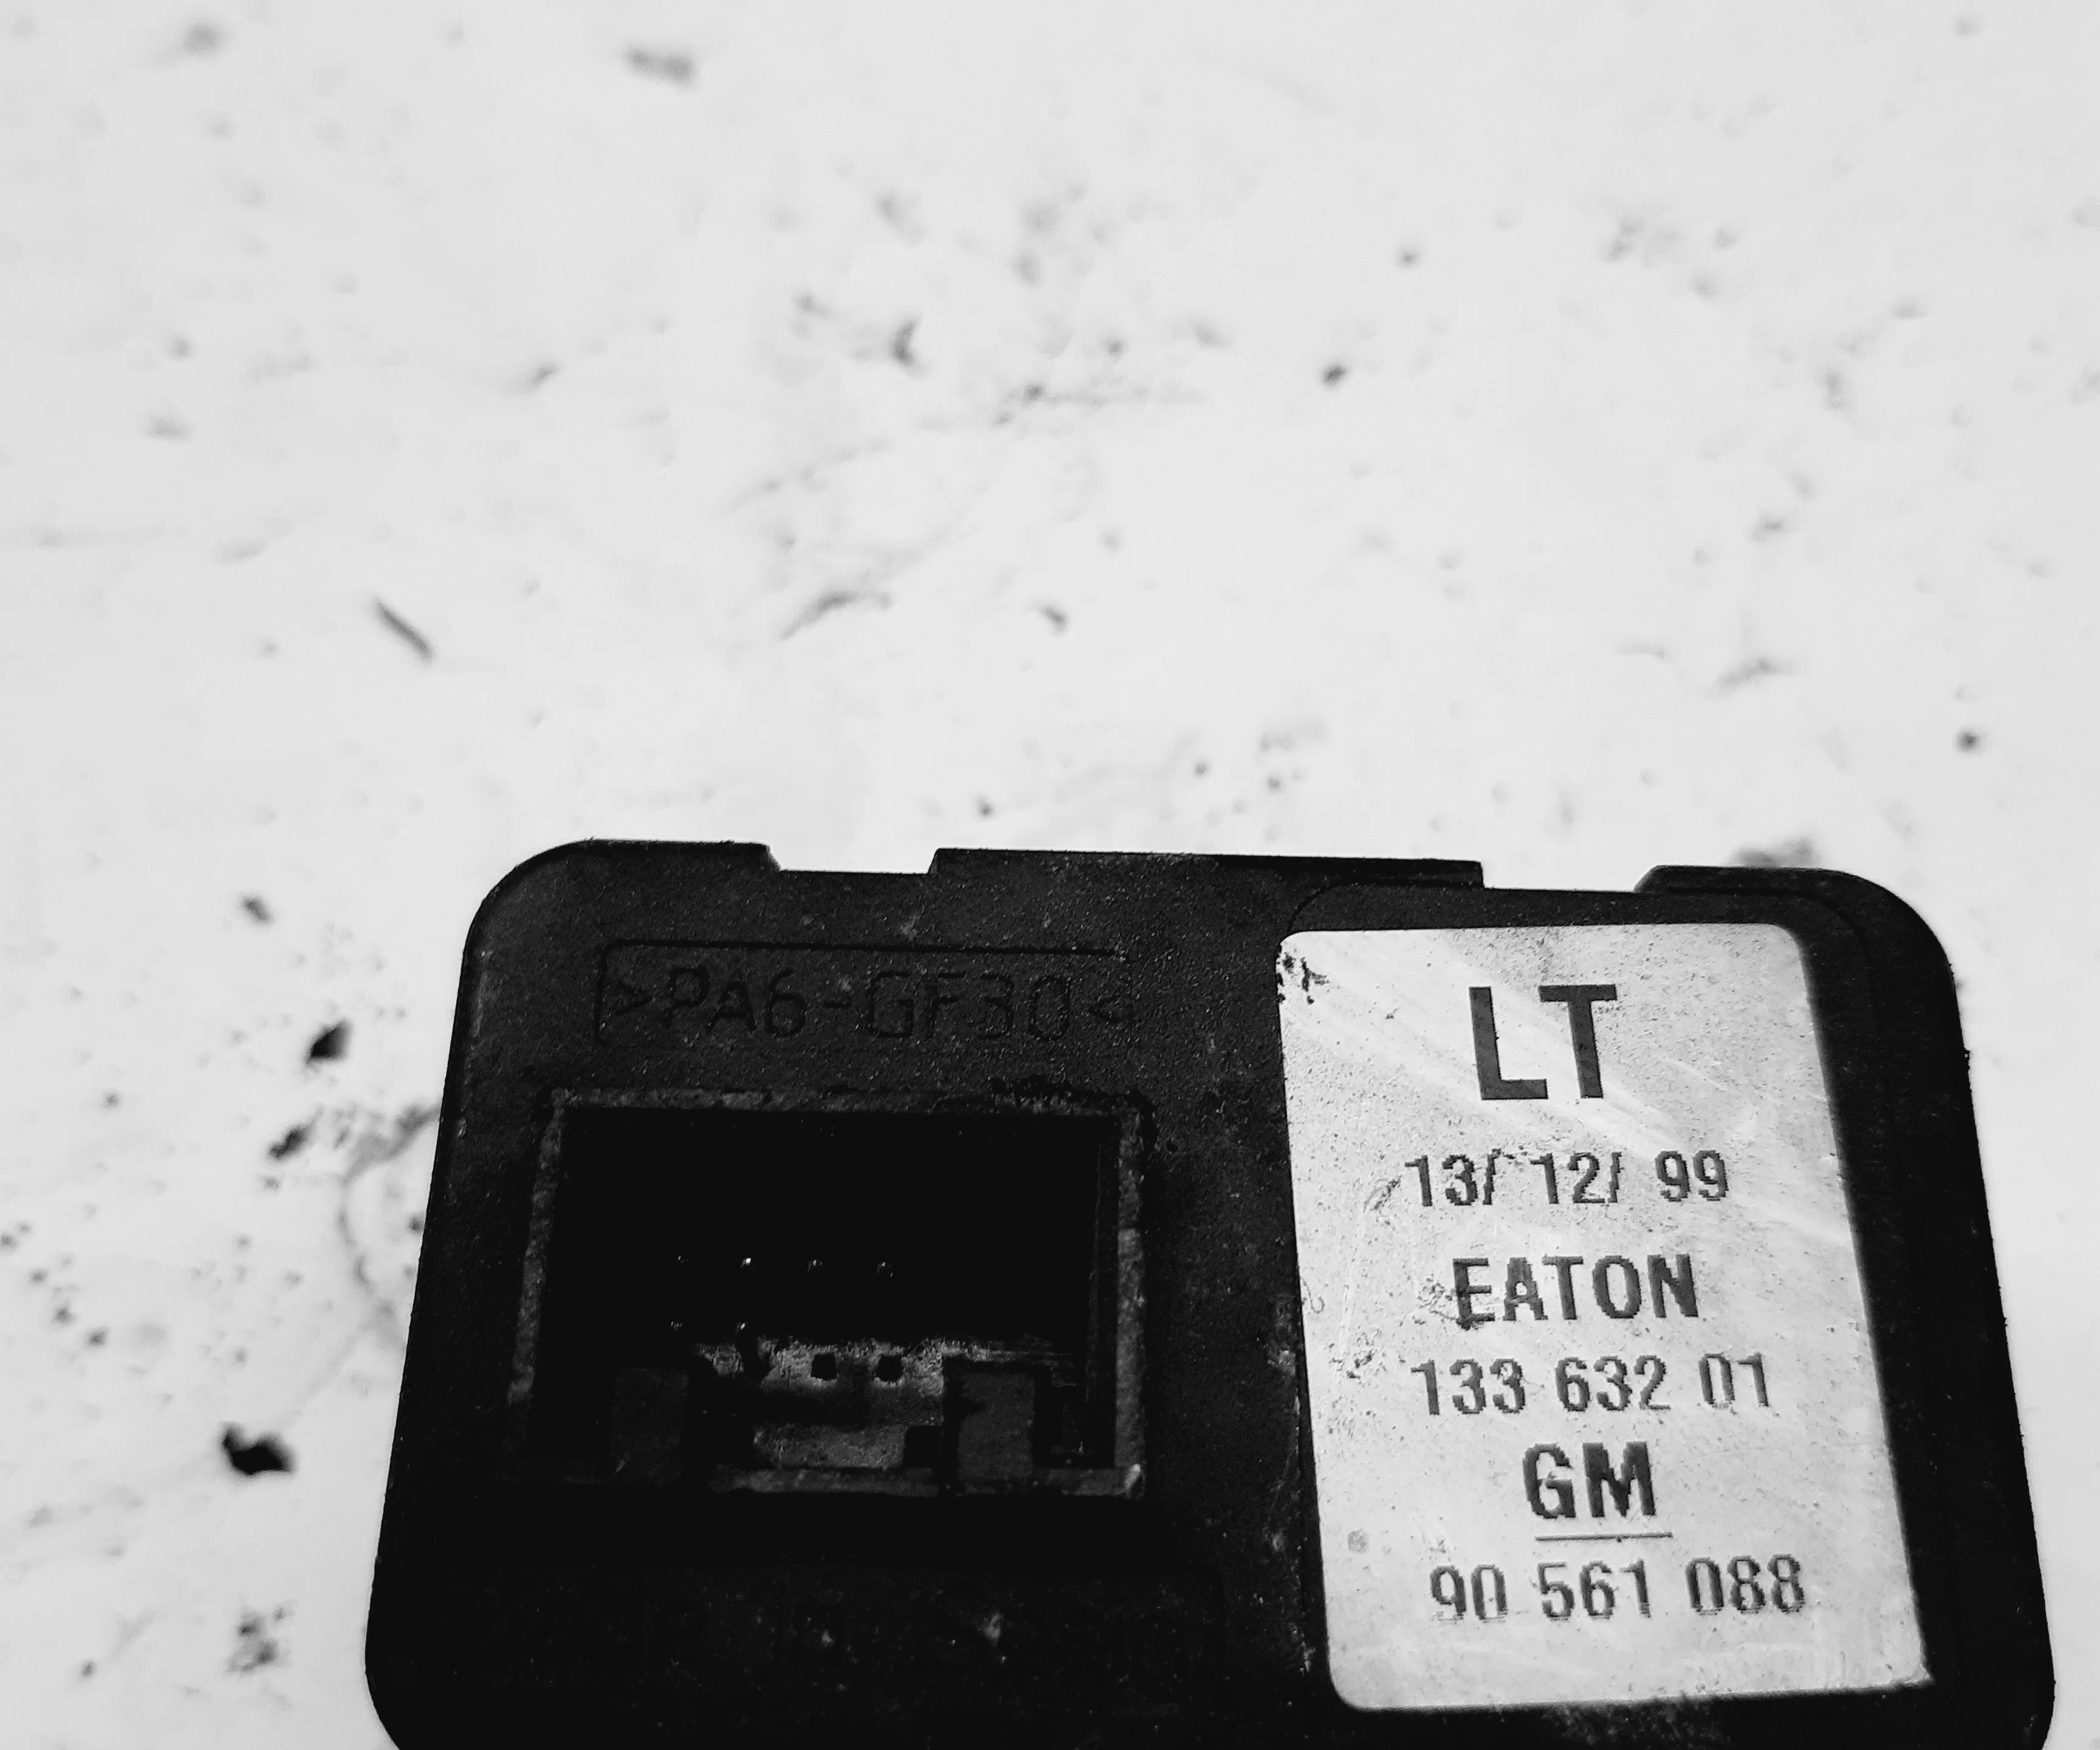 >PA6-GF30<
LT
13/ 12/ 99
EATON
133 632 01
GM
90 561 088